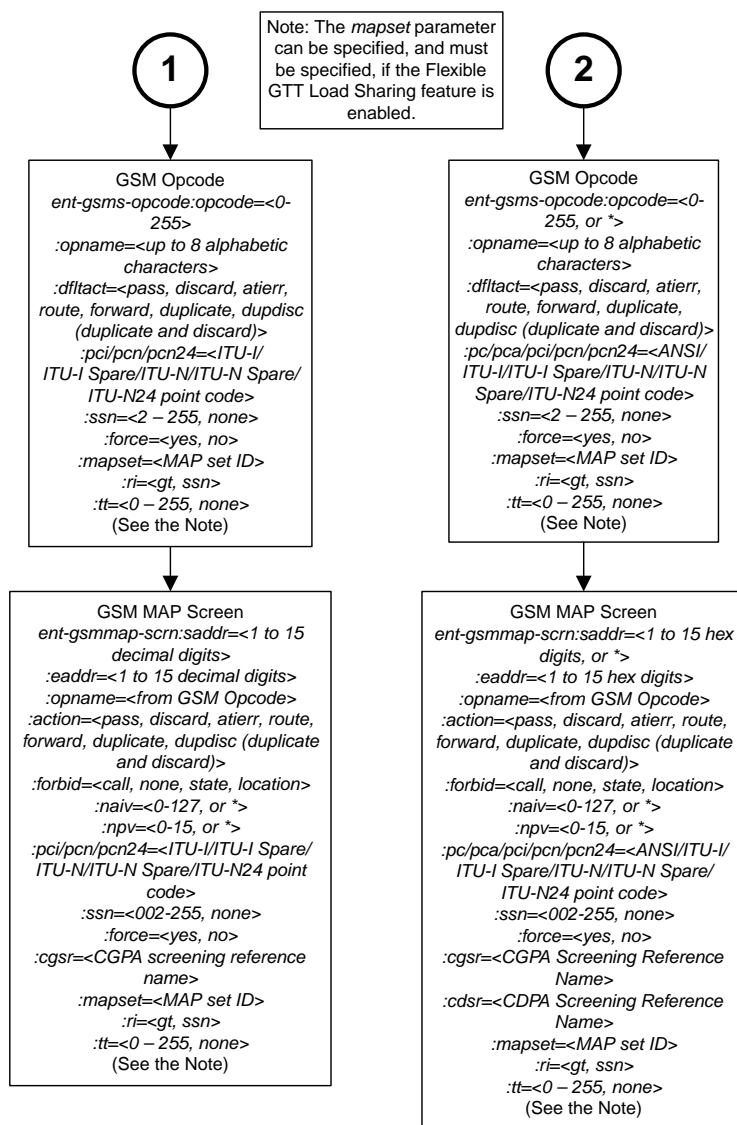 1
Note: The mapset parameter
can be specified, and must
be specified, if the Flexible
GTT Load Sharing feature is
enabled.
2
GSM Opcode
ent-gsms-opcode:opcode=<0-
255>
:opname=<up to 8 alphabetic
characters>
:dfltact=<pass, discard, atierr,
route, forward, duplicate, dupdisc
(duplicate and discard)>
:pci/pcn/pcn24=<ITU-I/
ITU-I Spare/ITU-N/ITU-N Spare/
ITU-N24 point code>
:ssn=<2 – 255, none>
:force=<yes, no>
:mapset=<MAP set ID>
:ri=<gt, ssn>
:tt=<0 – 255, none>
(See the Note)
GSM Opcode
ent-gsms-opcode:opcode=<0-
255, or *>
:opname=<up to 8 alphabetic
characters>
:dfltact=<pass, discard, atierr,
route, forward, duplicate,
dupdisc (duplicate and discard)>
:pc/pca/pci/pcn/pcn24=<ANSI/
ITU-I/ITU-I Spare/ITU-N/ITU-N
Spare/ITU-N24 point code>
:ssn=<2 – 255, none>
:force=<yes, no>
:mapset=<MAP set ID>
:ri=<gt, ssn>
:tt=<0 – 255, none>
(See Note)
GSM MAP Screen
ent-gsmmap-scrn:saddr=<1 to 15
decimal digits>
:eaddr=<1 to 15 decimal digits>
:opname=<from GSM Opcode>
:action=<pass, discard, atierr, route,
forward, duplicate, dupdisc (duplicate
and discard)>
:forbid=<call, none, state, location>
:naiv=<0-127, or *>
:npv=<0-15, or *>
:pci/pcn/pcn24=<ITU-I/ITU-I Spare/
ITU-N/ITU-N Spare/ITU-N24 point
code>
:ssn=<002-255, none>
:force=<yes, no>
:cgsr=<CGPA screening reference
name>
:mapset=<MAP set ID>
:ri=<gt, ssn>
:tt=<0 – 255, none>
(See the Note)
GSM MAP Screen
ent-gsmmap-scrn:saddr=<1 to 15 hex
digits, or *>
:eaddr=<1 to 15 hex digits>
:opname=<from GSM Opcode>
:action=<pass, discard, atierr, route,
forward, duplicate, dupdisc (duplicate
and discard)>
:forbid=<call, none, state, location>
:naiv=<0-127, or *>
:npv=<0-15, or *>
:pc/pca/pci/pcn/pcn24=<ANSI/ITU-I/
ITU-I Spare/ITU-N/ITU-N Spare/
ITU-N24 point code>
:ssn=<002-255, none>
:force=<yes, no>
:cgsr=<CGPA Screening Reference
Name>
:cdsr=<CDPA Screening Reference
Name>
:mapset=<MAP set ID>
:ri=<gt, ssn>
:tt=<0 – 255, none>
(See the Note)